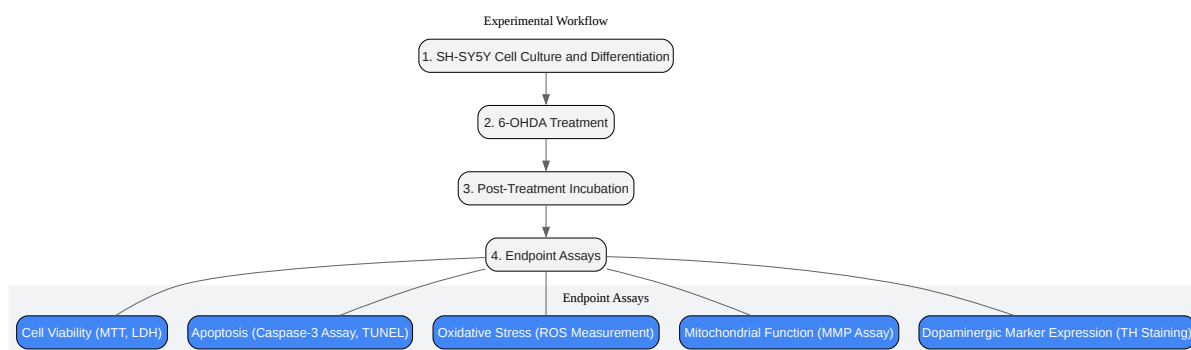 Experimental Workflow
1. SH-SY5Y Cell Culture and Differentiation
2. 6-OHDA Treatment
3. Post-Treatment Incubation
4. Endpoint Assays
Endpoint Assays
Cell Viability (MTT, LDH)
Apoptosis (Caspase-3 Assay, TUNEL)
Oxidative Stress (ROS Measurement)
Mitochondrial Function (MMP Assay)
Dopaminergic Marker Expression (TH Staining)